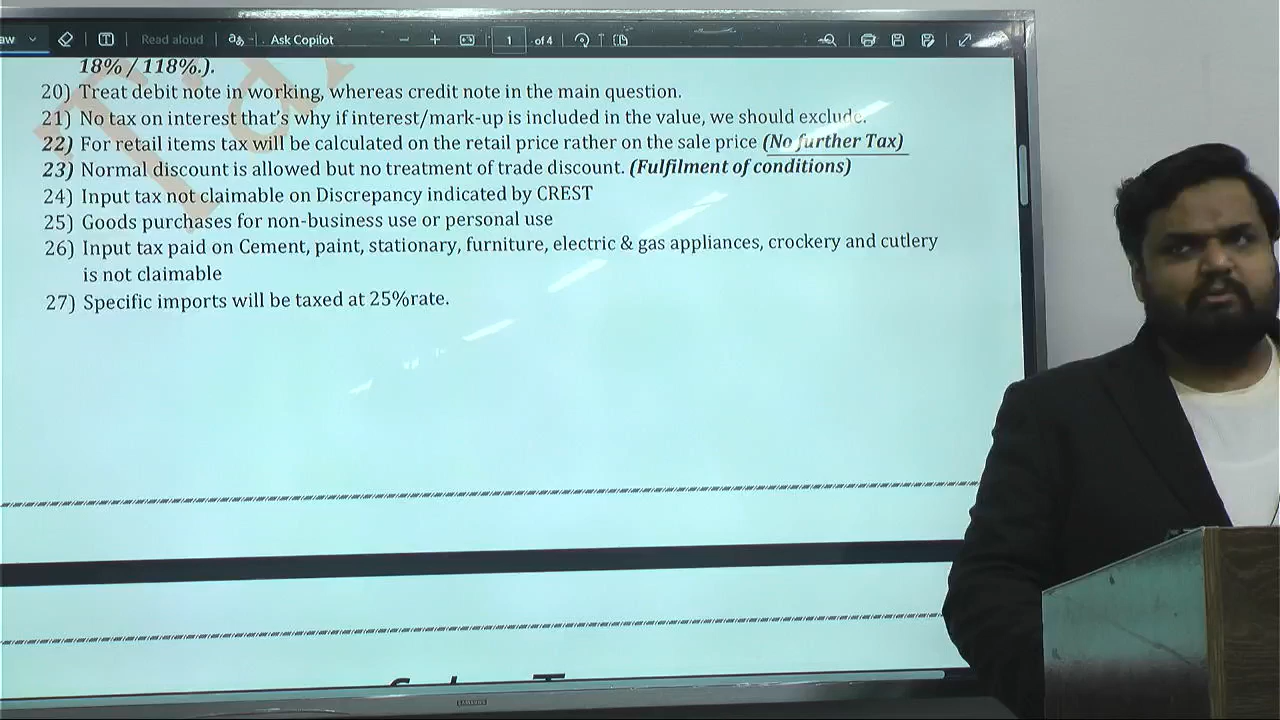 aw
Read aloud
Ask Copilot
1
of 4
18% / 118%.).
20) Treat debit note in working, whereas credit note in the main question.
21) No tax on interest that's why if interest/mark-up is included in the value, we should exclude.
22) For retail items tax will be calculated on the retail price rather on the sale price (No further Tax)
23) Normal discount is allowed but no treatment of trade discount. (Fulfilment of conditions)
24) Input tax not claimable on Discrepancy indicated by CREST
25) Goods purchases for non-business use or personal use
26) Input tax paid on Cement, paint, stationary, furniture, electric & gas appliances, crockery and cutlery
is not claimable
27) Specific imports will be taxed at 25%rate.
SAMSUNG